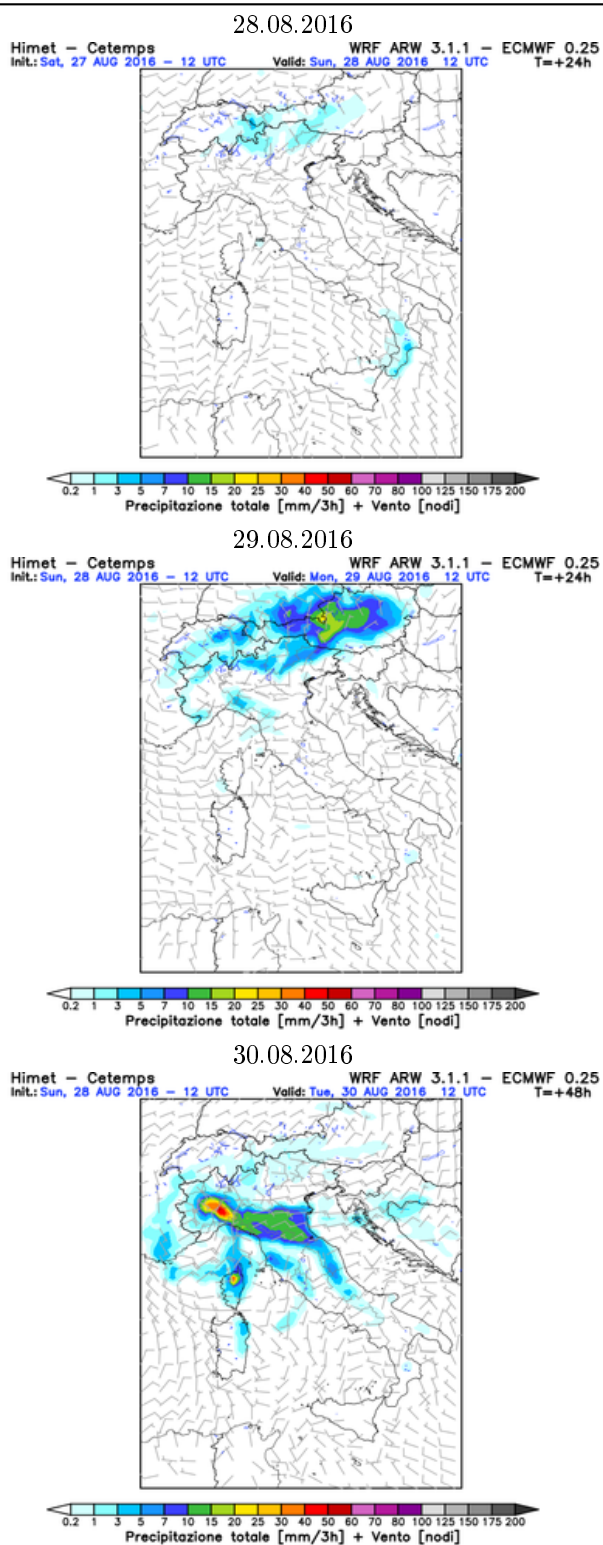 28.08.2016
Himet – Cetemps WRF ARW 3.1.1 – ECMWF 0.25
Init.: Sat, 27 AUG 2016 – 12 UTC Valid: Sun, 28 AUG 2016 12 UTC T=+24h
0.2 1 3 5 7 10 15 20 25 30 40 50 60 70 80 100 125 150 175 200
Precipitazione totale [mm/3h] + Vento [nodi]
29.08.2016
Himet – Cetemps WRF ARW 3.1.1 – ECMWF 0.25
Init.: Sun, 28 AUG 2016 – 12 UTC Valid: Mon, 29 AUG 2016 12 UTC T=+24h
0.2 1 3 5 7 10 15 20 25 30 40 50 60 70 80 100 125 150 175 200
Precipitazione totale [mm/3h] + Vento [nodi]
30.08.2016
Himet – Cetemps WRF ARW 3.1.1 – ECMWF 0.25
Init.: Sun, 28 AUG 2016 – 12 UTC Valid: Tue, 30 AUG 2016 12 UTC T=+48h
0.2 1 3 5 7 10 15 20 25 30 40 50 60 70 80 100 125 150 175 200
Precipitazione totale [mm/3h] + Vento [nodi]